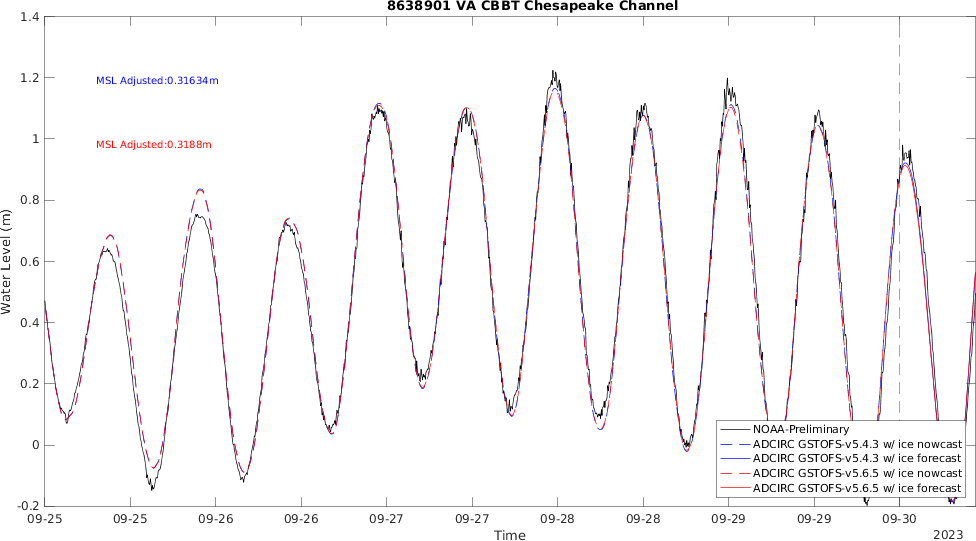 8638901 VA CBBT Chesapeake Channel
1.4
1.2
1
0.8
0.6
0.4
0.2
0
-0.2
Water Level (m)
MSL Adjusted:0.31634m
MSL Adjusted:0.3188m
NOAA-Preliminary
ADCIRC GSTOFS-v5.4.3 w/ ice nowcast
ADCIRC GSTOFS-v5.4.3 w/ ice forecast
ADCIRC GSTOFS-v5.6.5 w/ ice nowcast
ADCIRC GSTOFS-v5.6.5 w/ ice forecast
09-25 09-25 09-26 09-26 09-27 09-27 09-28 09-28 09-29 09-29 09-30
Time
2023